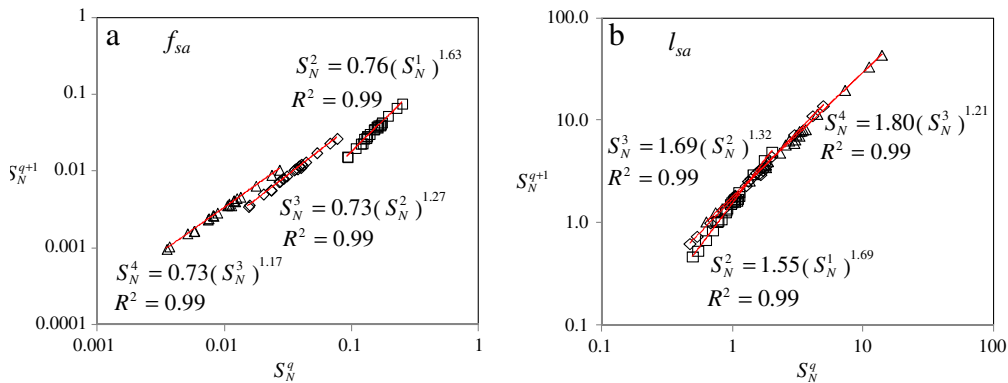 a
f_{sa}
1
S_N^2 = 0.76(S_N^1)^{1.63}
R^2 = 0.99
0.1
0.01
S_N^{q+1}
S_N^3 = 0.73(S_N^2)^{1.27}
R^2 = 0.99
0.001
S_N^4 = 0.73(S_N^3)^{1.17}
R^2 = 0.99
0.0001
0.001
0.01
0.1
1
S_N^q
b
l_{sa}
100.0
10.0
S_N^4 = 1.80(S_N^3)^{1.21}
R^2 = 0.99
S_N^3 = 1.69(S_N^2)^{1.32}
R^2 = 0.99
S_N^{q+1}
1.0
S_N^2 = 1.55(S_N^1)^{1.69}
R^2 = 0.99
0.1
0.1
1
10
100
S_N^q